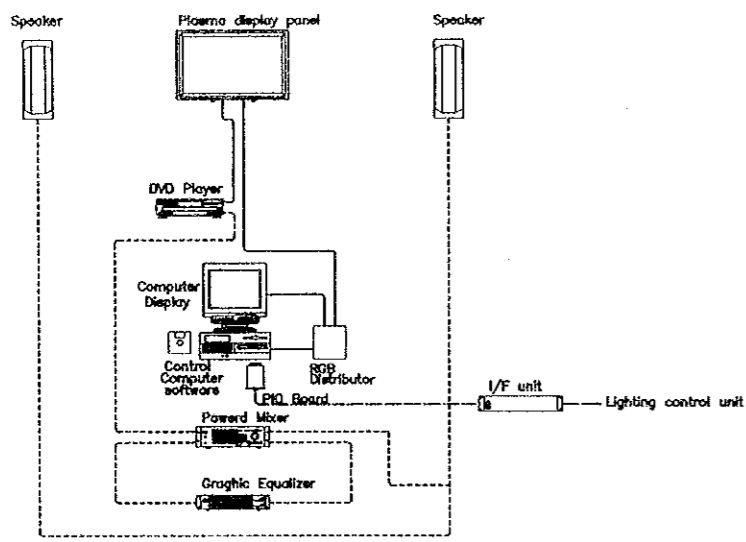 Speaker
Plasma display panel
Speaker
DVD Player
Computer
Display
Control
Computer
software
RGB
Distributor
PIO Board
I/F unit
Lighting control unit
Powerd Mixer
Graghic Equalizer